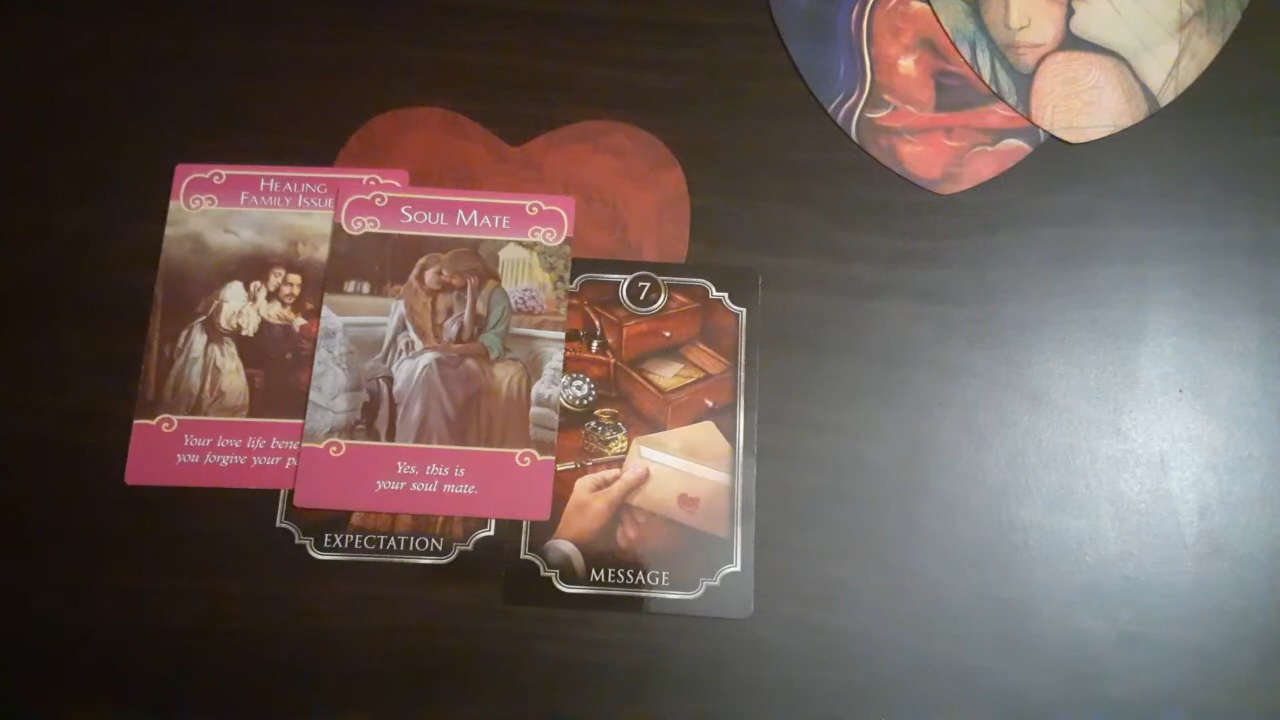 HEALING
FAMILY ISSUE
Your love life
you forgive your
SOUL MATE
Yes, this is
your soul mate.
EXPECTATION
7
MESSAGE